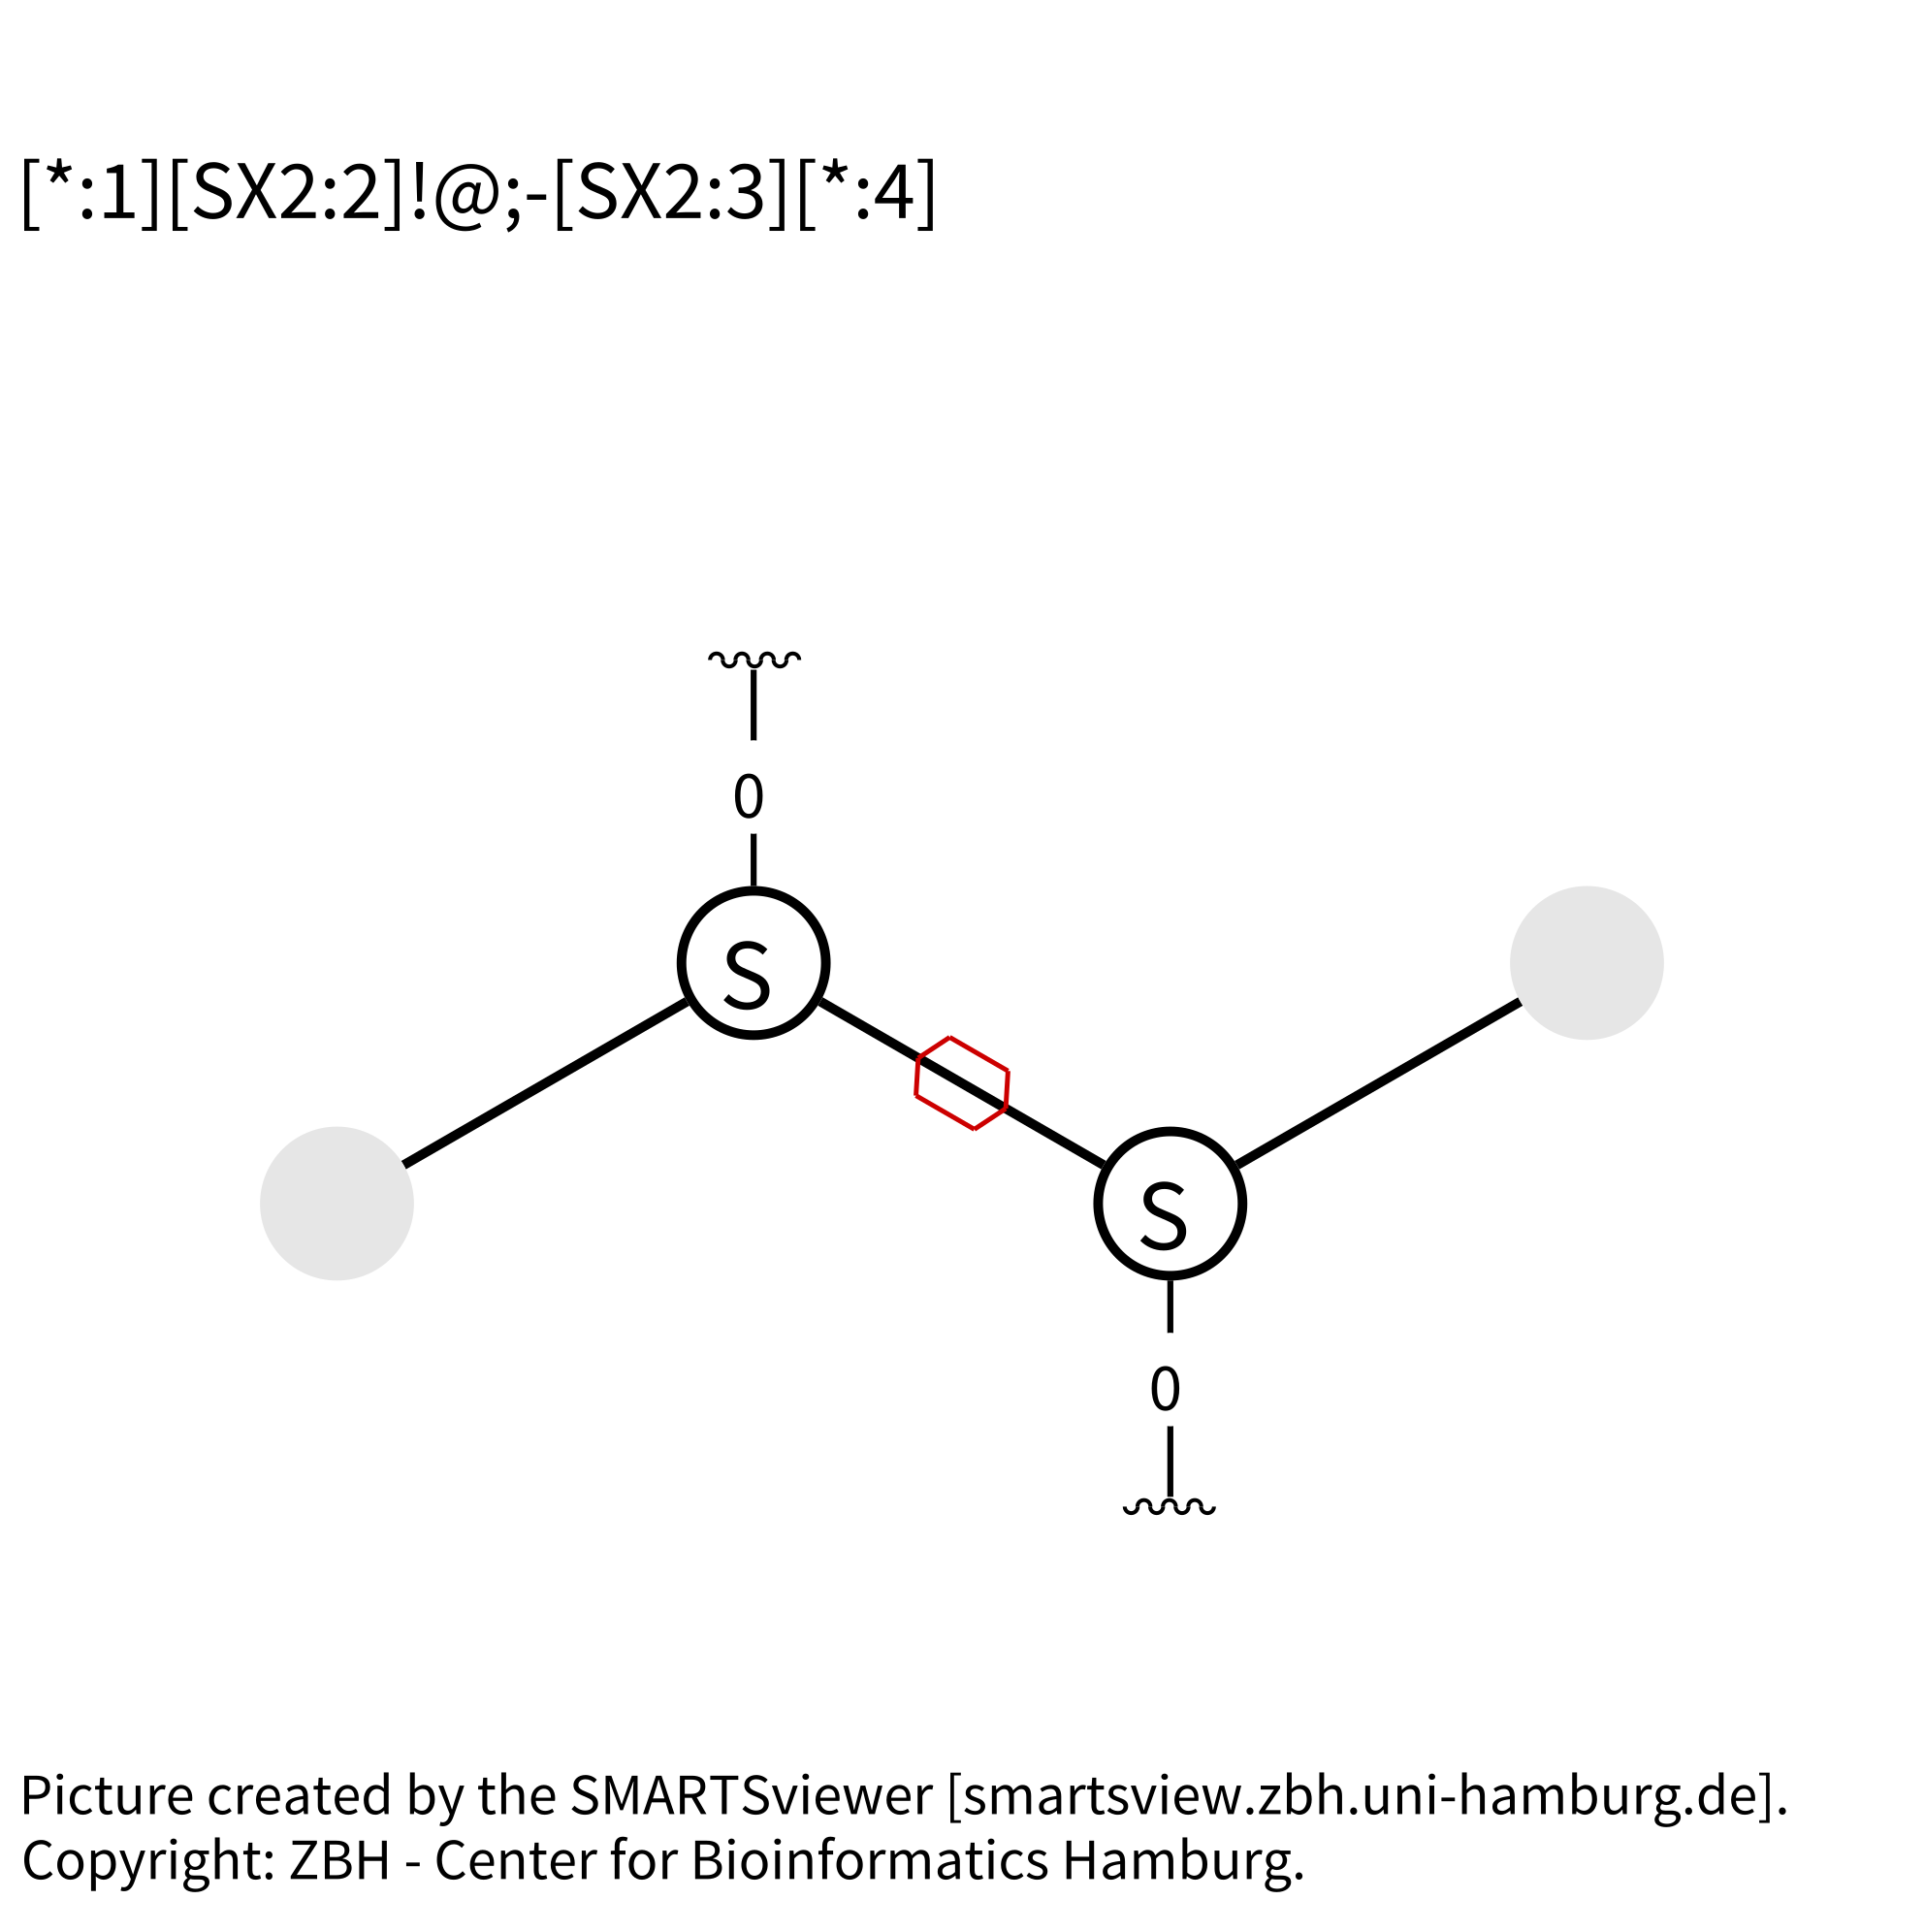 [*:1][SX2:2]!@;-[SX2:3][*:4]
0
S
S
0
Picture created by the SMARTSviewer [smartsview.zbh.uni-hamburg.de].
Copyright: ZBH - Center for Bioinformatics Hamburg.